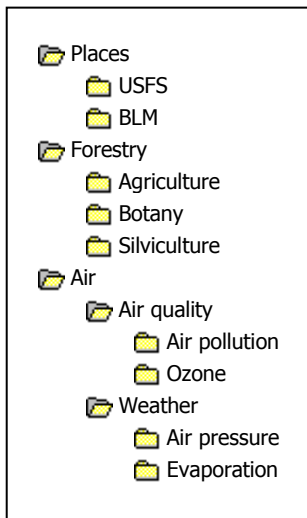 Places
USFS
BLM
Forestry
Agriculture
Botany
Silviculture
Air
Air quality
Air pollution
Ozone
Weather
Air pressure
Evaporation